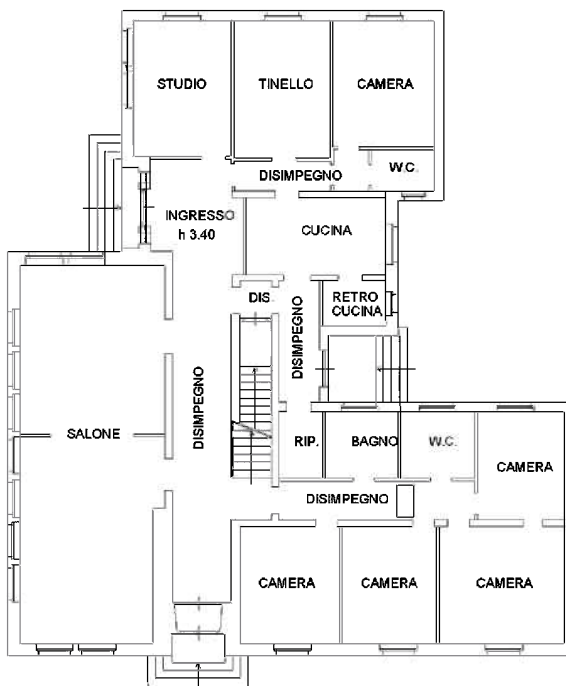 STUDIO
TINELLO
CAMERA
W.C.
DISIMPEGNO
INGRESSO
h 3.40
CUCINA
DIS.
DISIMPEGNO
RETRO
CUCINA
DISIMPEGNO
SALONE
RIP.
BAGNO
W.C.
CAMERA
DISIMPEGNO
CAMERA
CAMERA
CAMERA